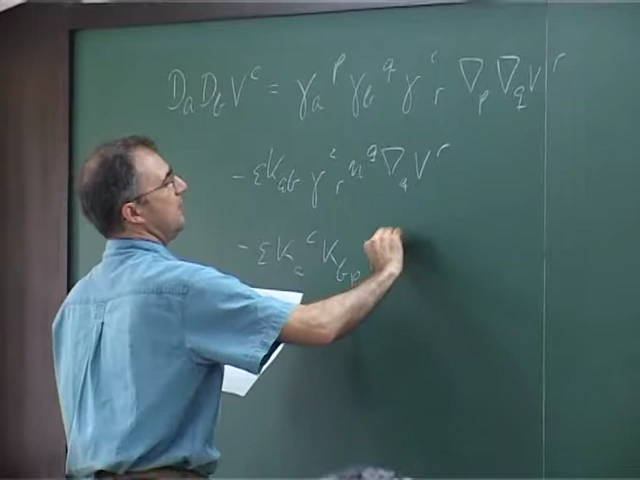 D_a D_b V^c = γ_a^p γ_b^q γ^c_r ∇_p ∇_q V^r
- ε K_ab γ^c_r n^q ∇_q V^r
- ε K_a^c K_bp